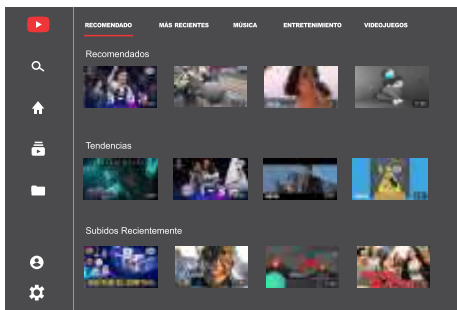 RECOMENDADO MÁS RECIENTES MÚSICA ENTRETENIMIENTO VIDEOJUEGOS
Recomendados
Tendencias
Subidos Recientemente